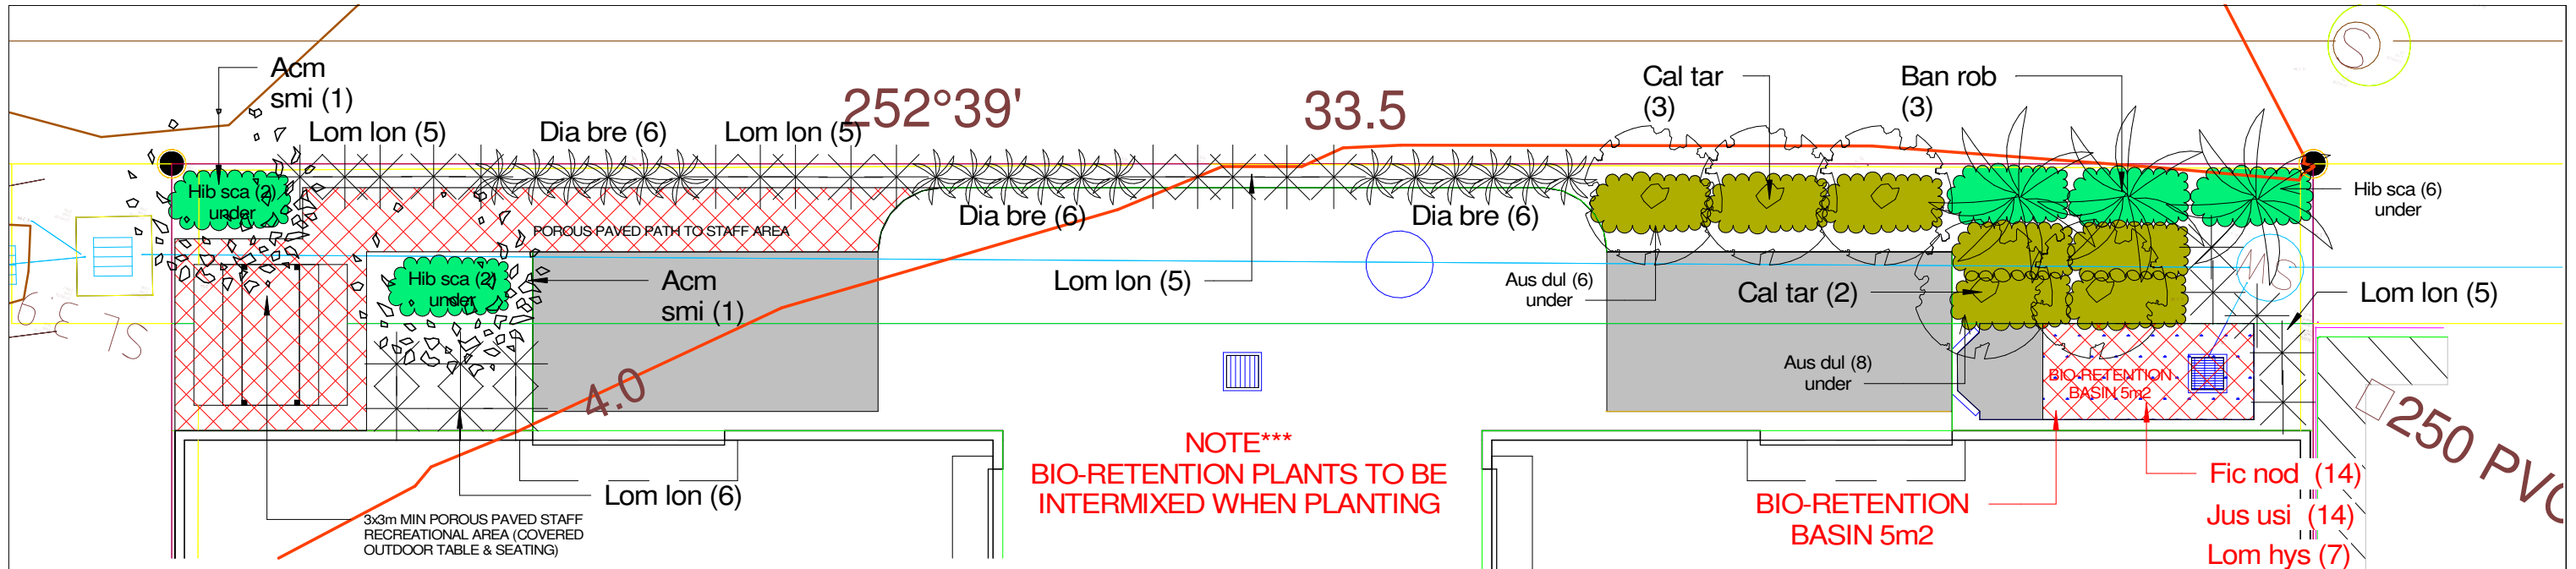 Acm
smi (1)
Lom lon (5)
Dia bre (6)
Lom lon (5)
252°39'
33.5
Cal tar
(3)
Ban rob
(3)
S
Hib sca (2)
under
Hib sca (6)
under
Dia bre (6)
Dia bre (6)
POROUS PAVED PATH TO STAFF AREA
Hib sca (2)
under
Acm
smi (1)
Lom lon (5)
Aus dul (6)
under
Cal tar (2)
MS
Lom lon (5)
SL 3.9
4.0
Aus dul (8)
under
BIO-RETENTION
BASIN 5m2
250 PVC
NOTE***
BIO-RETENTION PLANTS TO BE
INTERMIXED WHEN PLANTING
Lom lon (6)
3x3m MIN POROUS PAVED STAFF
RECREATIONAL AREA (COVERED
OUTDOOR TABLE & SEATING)
BIO-RETENTION
BASIN 5m2
Fic nod (14)
Jus usi (14)
Lom hys (7)